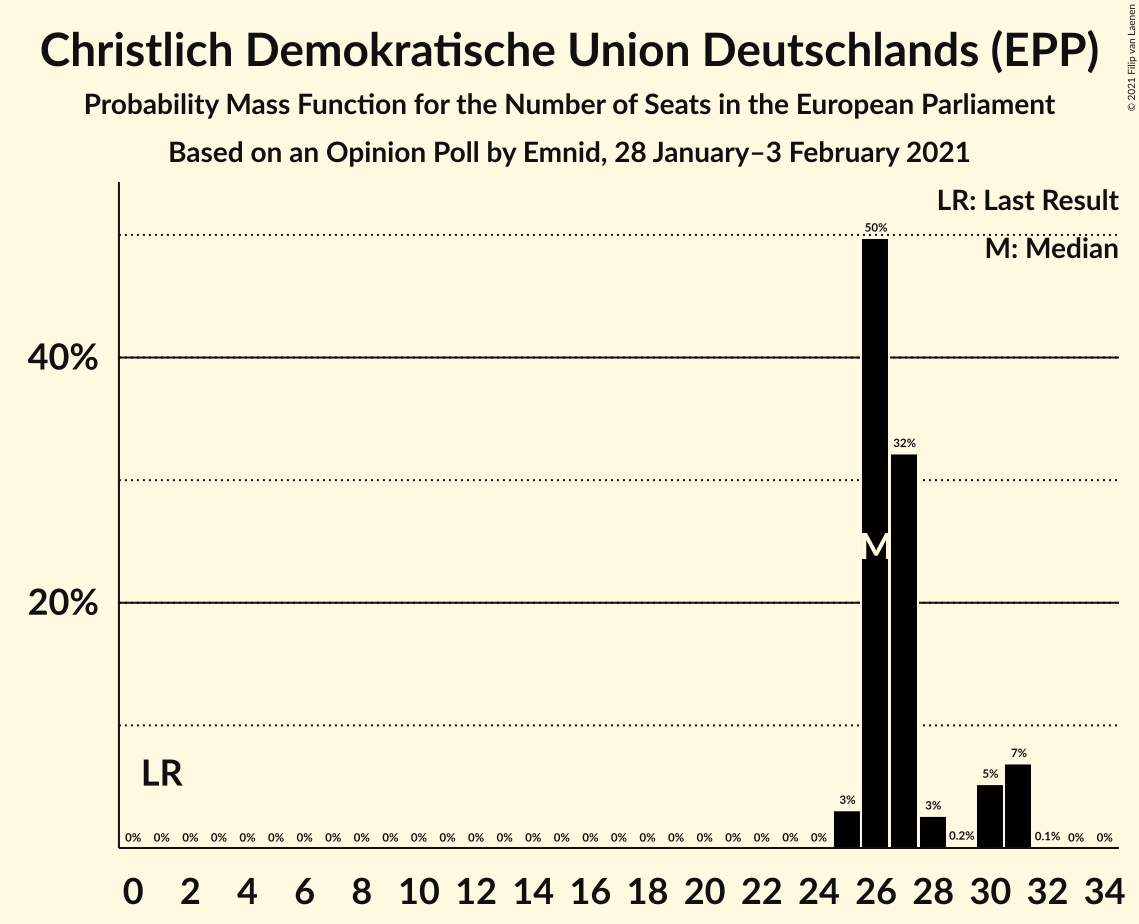 Christlich Demokratische Union Deutschlands (EPP)
Probability Mass Function for the Number of Seats in the European Parliament
Based on an Opinion Poll by Emnid, 28 January–3 February 2021
© 2021 Filip van Laenen
LR: Last Result
M: Median
50%
40%
32%
M
20%
LR
7%
5%
3%
3%
0% 0% 0% 0% 0% 0% 0% 0% 0% 0% 0% 0% 0% 0% 0% 0% 0% 0% 0% 0% 0% 0% 0% 0% 0% 0.2% 0.1% 0% 0%
0 2 4 6 8 10 12 14 16 18 20 22 24 26 28 30 32 34